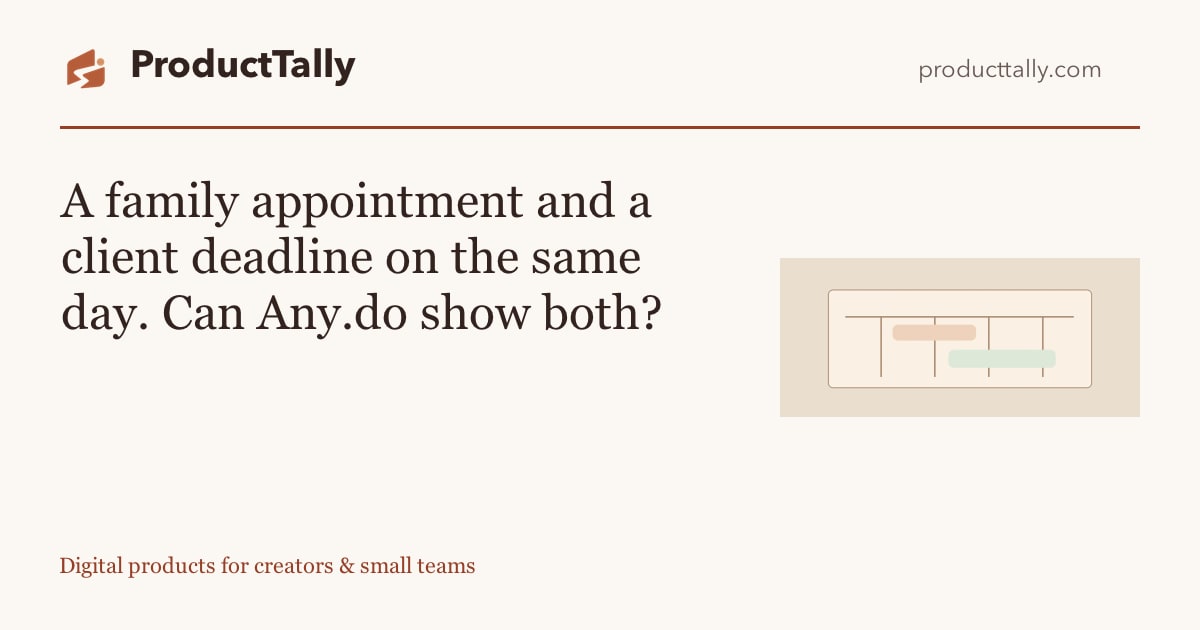 ProductTally
producttally.com
A family appointment and a
client deadline on the same
day. Can Any.do show both?
Digital products for creators & small teams